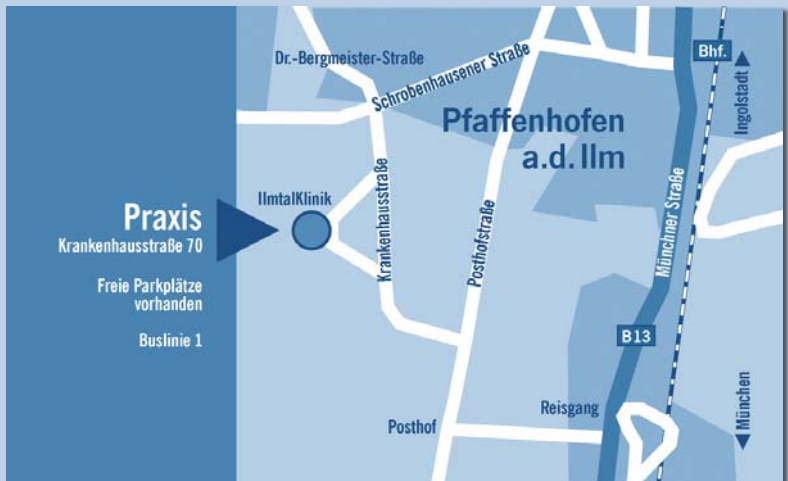 Dr.-Bergmeister-Straße
Schrobenhausener Straße
Bhf.
Ingolstadt
Pfaffenhofen
a.d. Ilm
IlmtalKlinik
Praxis
Krankenhausstraße 70
Freie Parkplätze
vorhanden
Buslinie 1
Krankenhausstraße
Posthofstraße
Münchner Straße
B13
Reisgang
Posthof
München